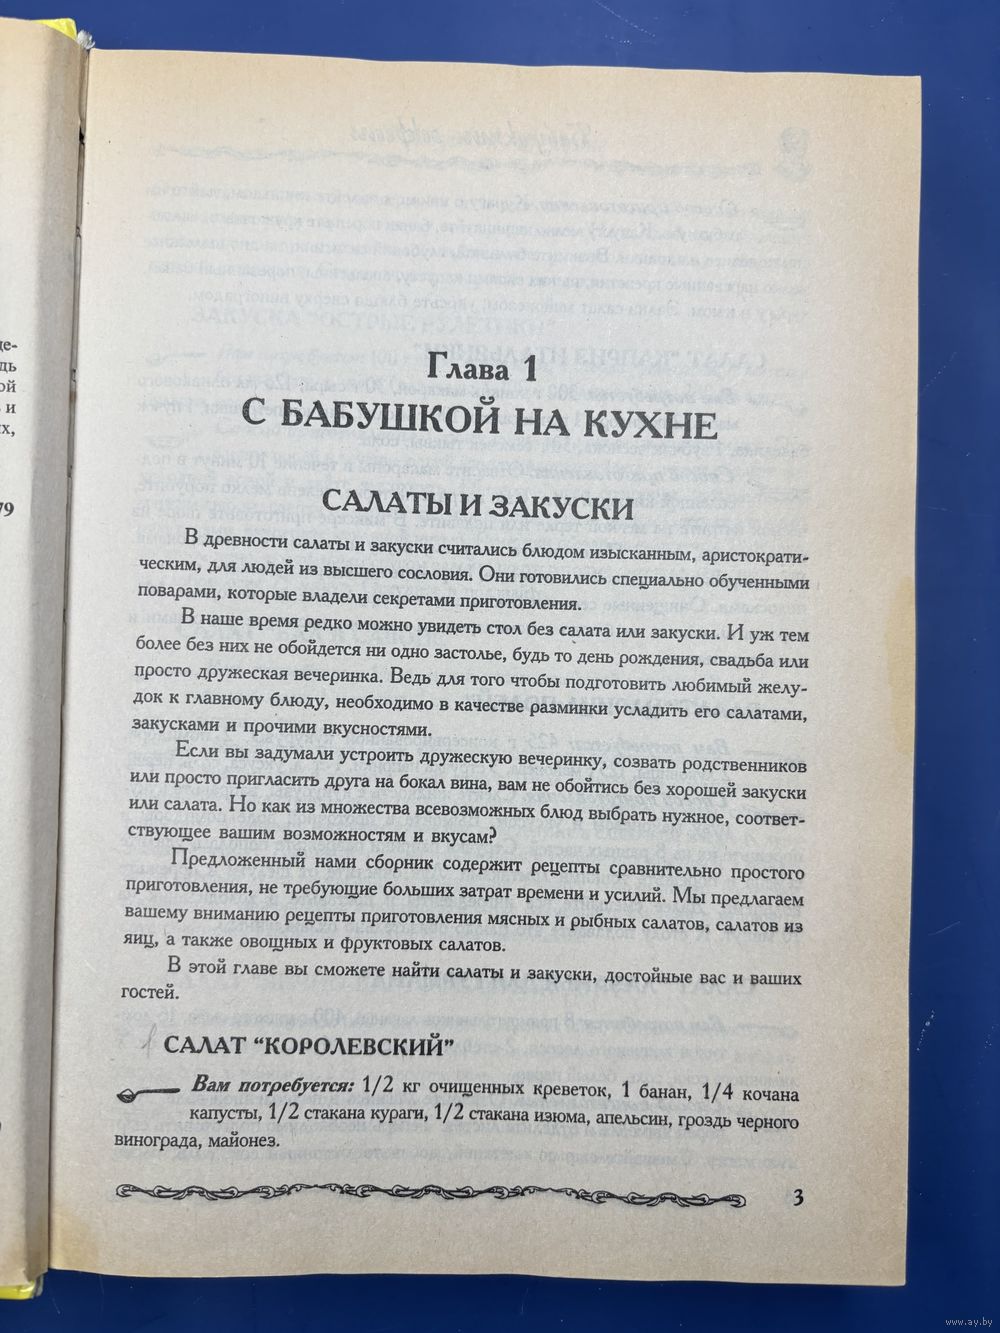 Глава 1
С БАБУШКОЙ НА КУХНЕ
САЛАТЫ И ЗАКУСКИ
В древности салаты и закуски считались блюдом изысканным, аристократи-
ческим, для людей из высшего сословия. Они готовились специально обученными
поварами, которые владели секретами приготовления.
В наше время редко можно увидеть стол без салата или закуски. И уж тем
более без них не обойдется ни одно застолье, будь то день рождения, свадьба или
просто дружеская вечеринка. Ведь для того чтобы подготовить любимый желу-
док к главному блюду, необходимо в качестве разминки усладить его салатами,
закусками и прочими вкусностями.
Если вы задумали устроить дружескую вечеринку, созвать родственников
или просто пригласить друга на бокал вина, вам не обойтись без хорошей закуски
или салата. Но как из множества всевозможных блюд выбрать нужное, соответ-
ствующее вашим возможностям и вкусам?
Предложенный нами сборник содержит рецепты сравнительно простого
приготовления, не требующие больших затрат времени и усилий. Мы предлагаем
вашему вниманию рецепты приготовления мясных и рыбных салатов, салатов из
яиц, а также овощных и фруктовых салатов.
В этой главе вы сможете найти салаты и закуски, достойные вас и ваших
гостей.
САЛАТ "КОРОЛЕВСКИЙ"
Вам потребуется: 1/2 кг очищенных креветок, 1 банан, 1/4 кочана
капусты, 1/2 стакана кураги, 1/2 стакана изюма, апельсин, гроздь черного
винограда, майонез.
3
www.ay.by